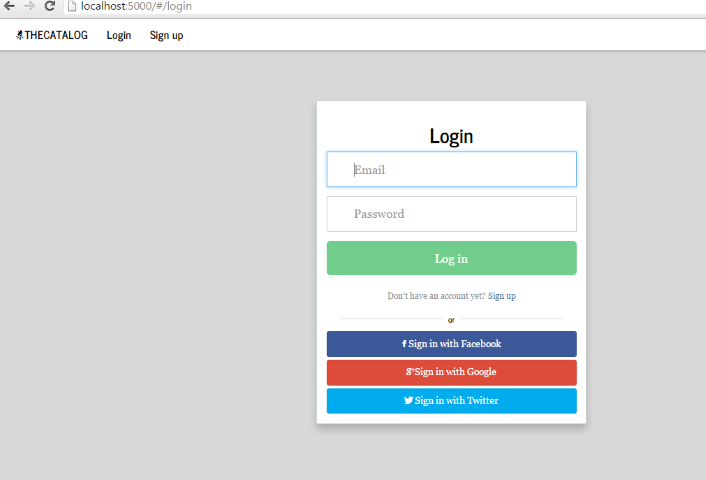 localhost:5000/#/login
THECATALOG Login Sign up
Login
Email
Password
Log in
Don't have an account yet? Sign up
or
f Sign in with Facebook
g+ Sign in with Google
Sign in with Twitter